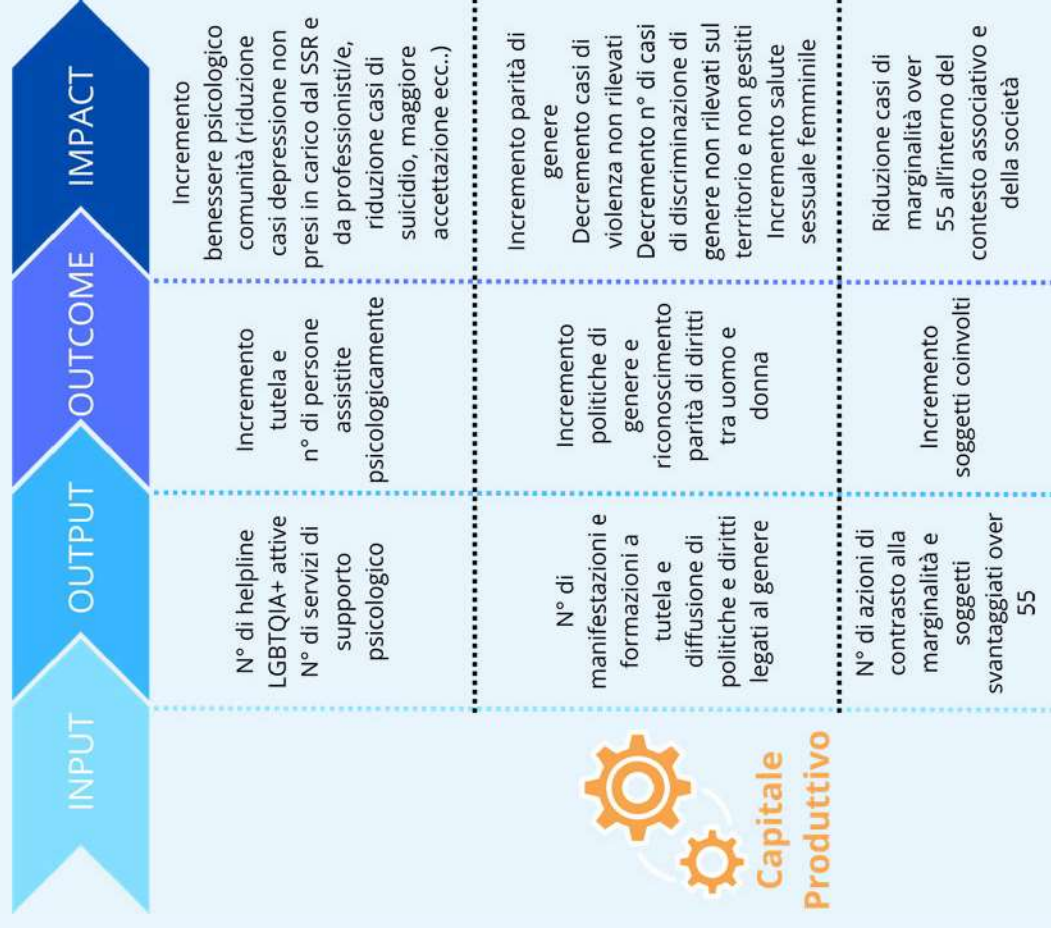 INPUT
OUTPUT
OUTCOME
IMPACT
Capitale
Produttivo
N° di helpline
LGBTQIA+ attive
N° di servizi di
supporto
psicologico
Incremento
tutela e
n° di persone
assistite
psicologicamente
Incremento
benessere psicologico
comunità (riduzione
casi depressione non
presi in carico dal SSR e
da professionisti/e,
riduzione casi di
suicidio, maggiore
accettazione ecc..)
N° di
manifestazioni e
formazioni a
tutela e
diffusione di
politiche e diritti
legati al genere
Incremento
politiche di
genere e
riconoscimento
parità di diritti
tra uomo e
donna
Incremento parità di
genere
Decremento casi di
violenza non rilevati
Decremento n° di casi
di discriminazione di
genere non rilevati sul
territorio e non gestiti
Incremento salute
sessuale femminile
N° di azioni di
contrasto alla
marginalità e
soggetti
svantaggiati over
55
Incremento
soggetti coinvolti
Riduzione casi di
marginalità over
55 all'interno del
contesto associativo e
della società